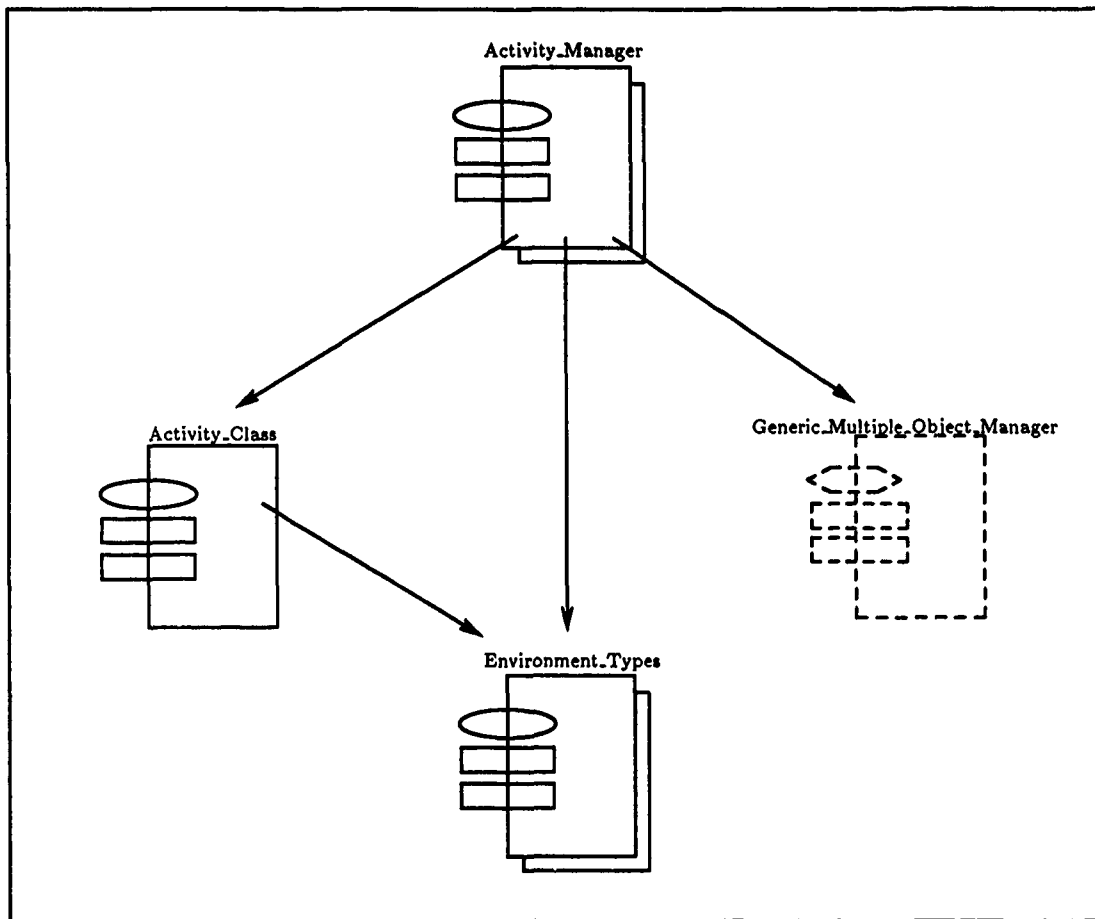 Activity_Manager
Activity_Class
Generic_Multiple_Object_Manager
Environment_Types